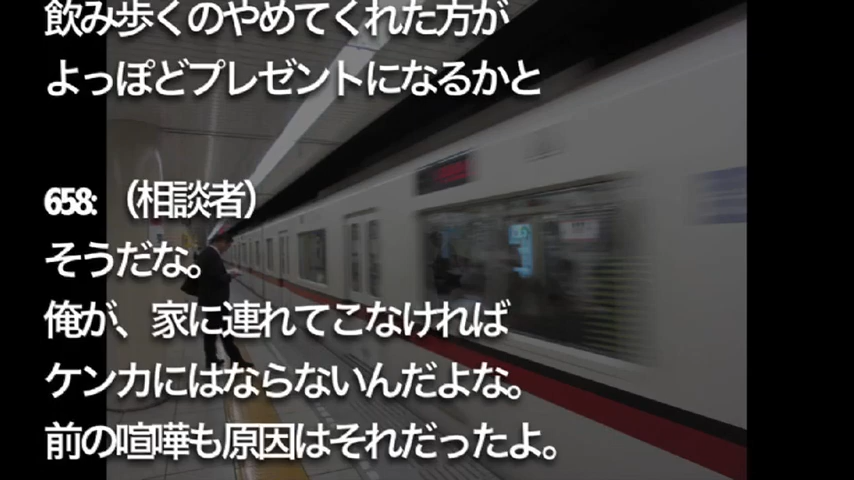 飲み歩くのやめてくれた方が
よっぽどプレゼントになるかと
658: （相談者）
そうだな。
俺が、家に連れてこなければ
ケンカにはならないんだよな。
前の喧嘩も原因はそれだったよ。